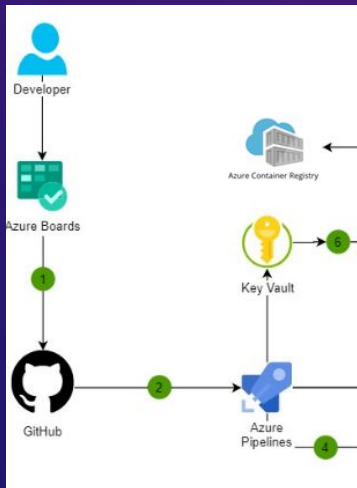 Developer
Azure Container Registry
Azure Boards
1
6
Key Vault
2
GitHub
Azure
Pipelines
4